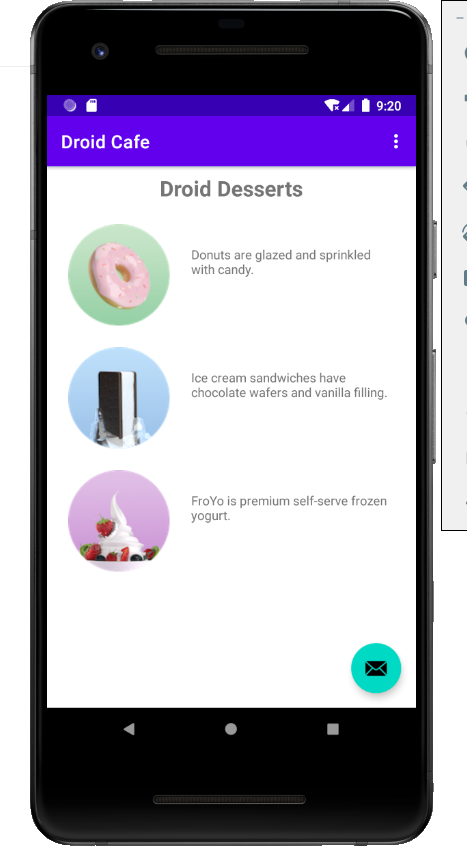 9:20
Droid Cafe
Droid Desserts
Donuts are glazed and sprinkled
with candy.
Ice cream sandwiches have
chocolate wafers and vanilla filling.
FroYo is premium self-serve frozen
yogurt.